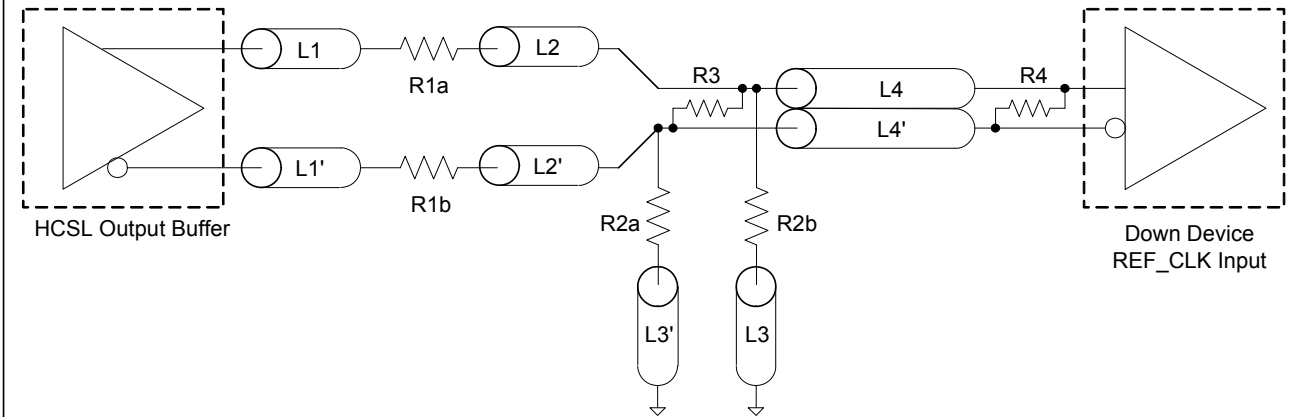 L1
R1a
L2
R3
L4
R4
L1'
R1b
L2'
L4'
HCSL Output Buffer
R2a
R2b
Down Device
REF_CLK Input
L3'
L3